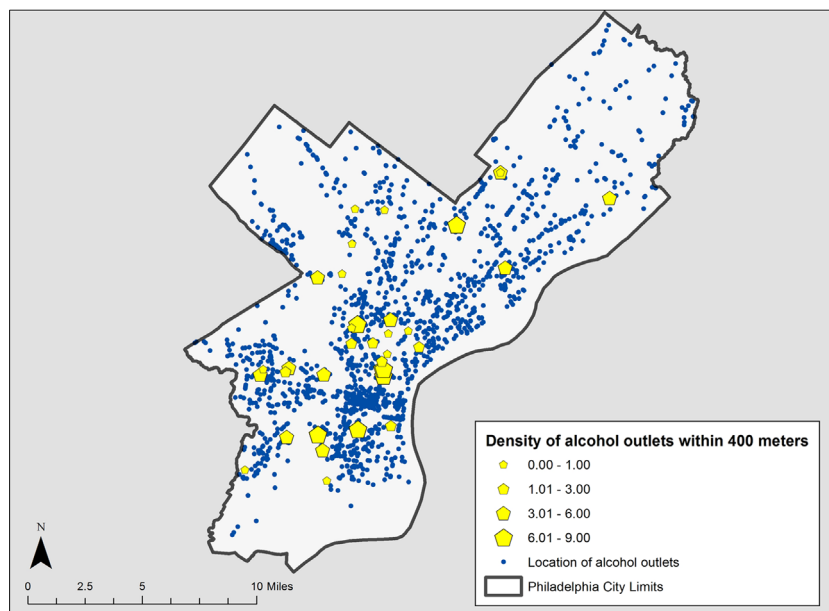 Density of alcohol outlets within 400 meters
0.00 - 1.00
1.01 - 3.00
3.01 - 6.00
6.01 - 9.00
Location of alcohol outlets
Philadelphia City Limits
N
0 2.5 5 10 Miles